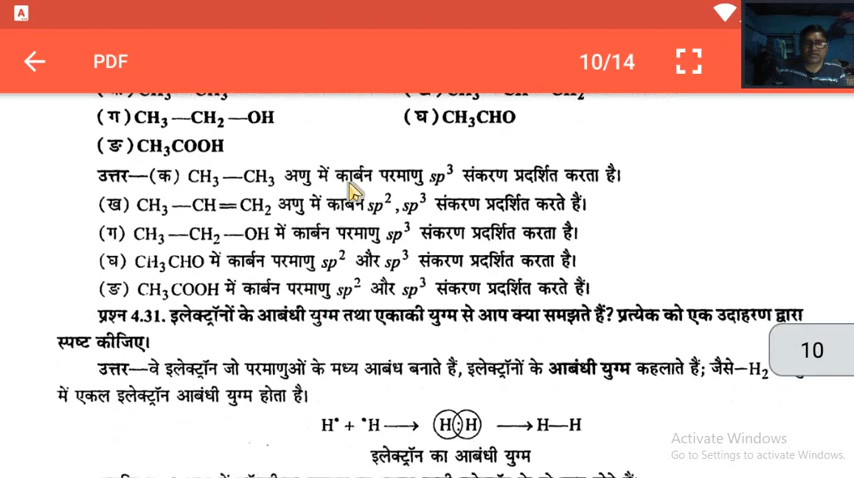 A
PDF
10/14
(ग) CH₃—CH₂—OH (घ) CH₃CHO
(ङ) CH₃COOH
उत्तर—(क) CH₃—CH₃ अणु में कार्बन परमाणु sp³ संकरण प्रदर्शित करता है।
(ख) CH₃—CH=CH₂ अणु में कार्बन sp², sp³ संकरण प्रदर्शित करते हैं।
(ग) CH₃—CH₂—OH में कार्बन परमाणु sp³ संकरण प्रदर्शित करता है।
(घ) CH₃CHO में कार्बन परमाणु sp² और sp³ संकरण प्रदर्शित करता है।
(ङ) CH₃COOH में कार्बन परमाणु sp² और sp³ संकरण प्रदर्शित करते हैं।
प्रश्न 4.31. इलेक्ट्रॉनों के आबंधी युग्म तथा एकाकी युग्म से आप क्या समझते हैं? प्रत्येक को एक उदाहरण द्वारा
स्पष्ट कीजिए।
10
उत्तर—वे इलेक्ट्रॉन जो परमाणुओं के मध्य आबंध बनाते हैं, इलेक्ट्रॉनों के आबंधी युग्म कहलाते हैं; जैसे—H₂
में एकल इलेक्ट्रॉन आबंधी युग्म होता है।
H• + •H ⟶ H:H ⟶ H—H
इलेक्ट्रॉन का आबंधी युग्म
Activate Windows
Go to Settings to activate Windows.